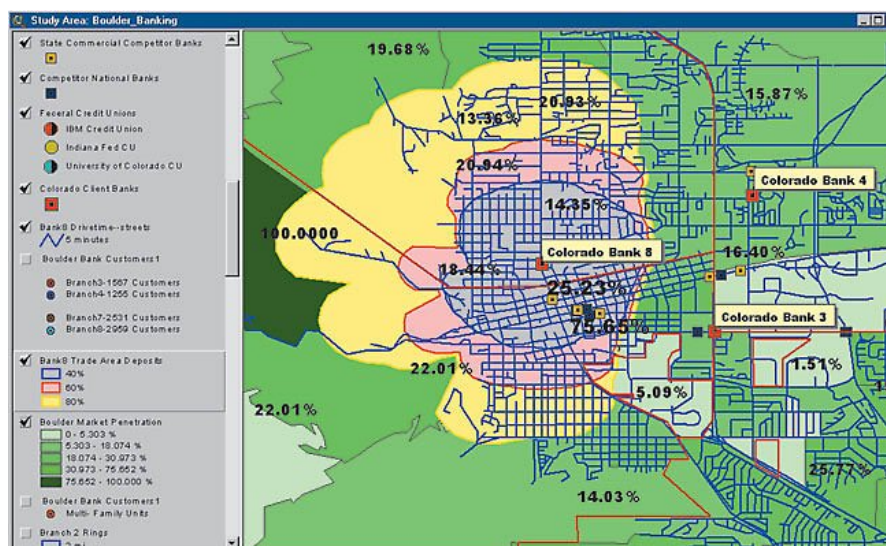 Study Area: Boulder_Banking
State Commercial Competitor Banks
Competitor National Banks
Federal Credit Unions
IBM Credit Union
Indiana Fed CU
University of Colorado CU
Colorado Client Banks
Bank8 Drivetime--streets
5 minutes
Boulder Bank Customers1
Branch3-1567 Customers
Branch4-1255 Customers
Branch7-2531 Customers
Branch8-2959 Customers
Bank8 Trade Area Deposits
40%
60%
80%
Boulder Market Penetration
0 - 5.303 %
5.303 - 18.074 %
18.074 - 30.973 %
30.973 - 75.652 %
75.652 - 100.000 %
Boulder Bank Customers1
Multi- Family Units
Branch 2 Rings
19.68 %
20.93 %
13.36 %
15.87 %
20.94 %
Colorado Bank 4
14.35 %
100.0000
Colorado Bank 8
16.40 %
18.44 %
25.23%
75.65%
Colorado Bank 3
22.01 %
1.51 %
5.09%
22.01 %
25.77%
14.03 %